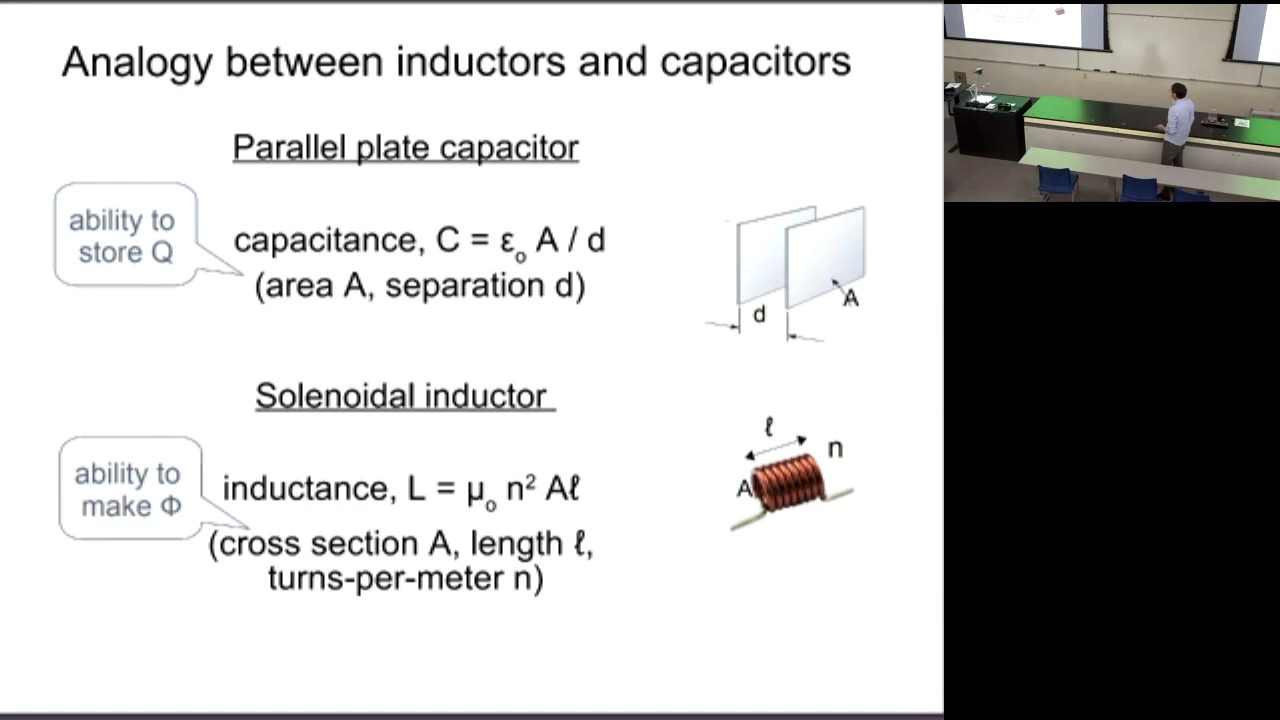 Analogy between inductors and capacitors
Parallel plate capacitor
ability to
store Q
capacitance, C = εo A / d
(area A, separation d)
d
A
Solenoidal inductor
ability to
make Φ
inductance, L = μo n² Aℓ
(cross section A, length ℓ,
turns-per-meter n)
ℓ
n
A